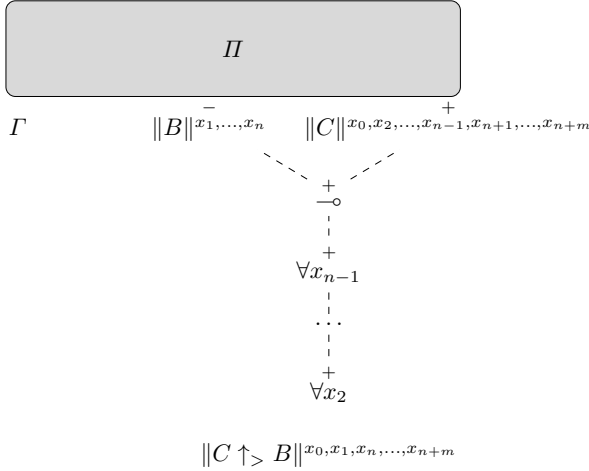 Π
− +
Γ ‖B‖^{x_1,…,x_n} ‖C‖^{x_0,x_2,…,x_{n−1},x_{n+1},…,x_{n+m}}
+
⊸
+
∀x_{n−1}
…
+
∀x_2
‖C ↑_> B‖^{x_0,x_1,x_n,…,x_{n+m}}